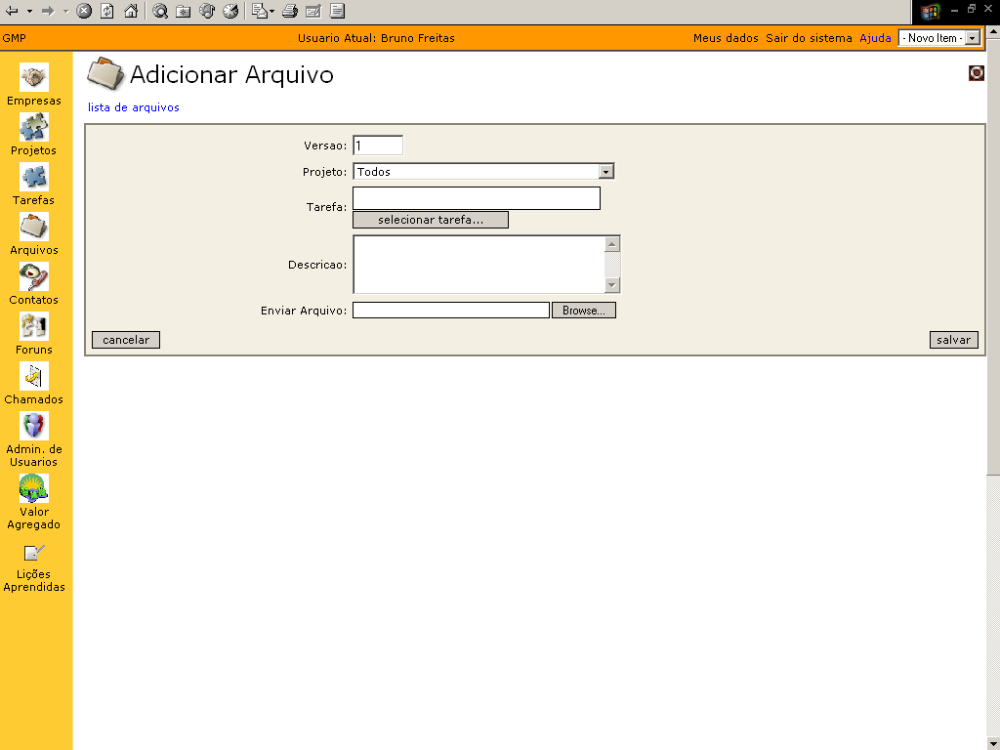 GMP Usuario Atual: Bruno Freitas Meus dados Sair do sistema Ajuda - Novo Item -
Adicionar Arquivo
lista de arquivos
Empresas
Projetos
Tarefas
Arquivos
Contatos
Foruns
Chamados
Admin. de
Usuarios
Valor
Agregado
Lições
Aprendidas
Versao: 1
Projeto: Todos
Tarefa:
selecionar tarefa...
Descricao:
Enviar Arquivo: Browse...
cancelar salvar